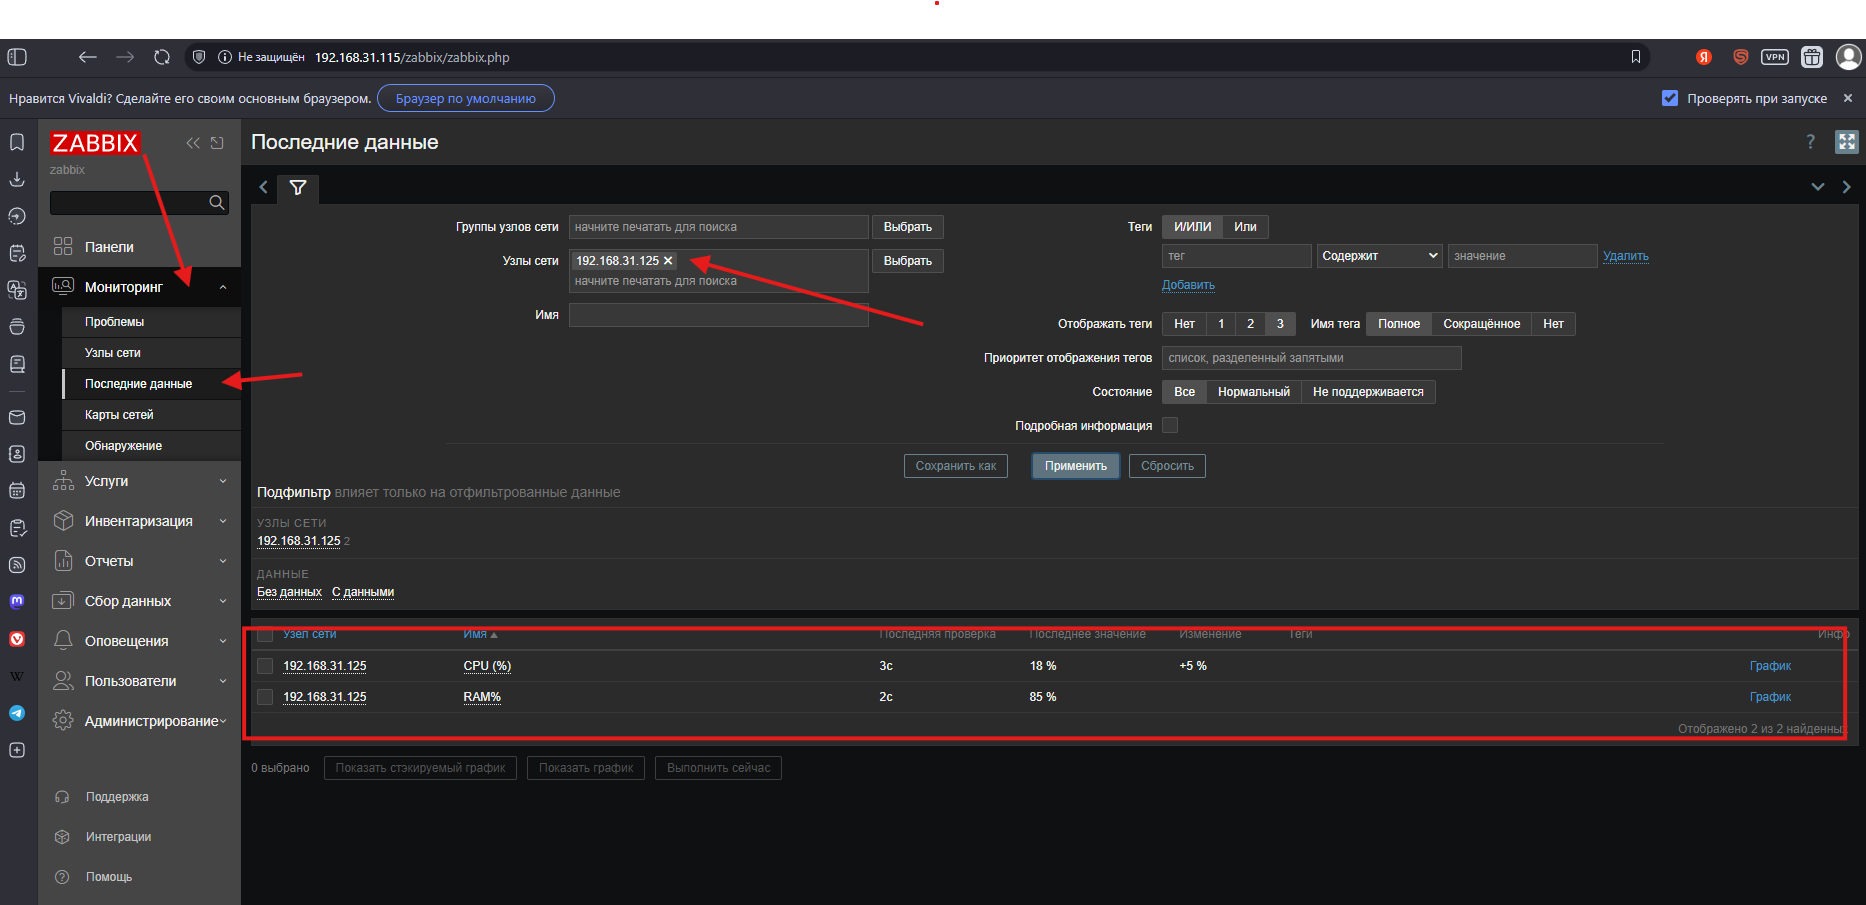 Не защищён 192.168.31.115/zabbix/zabbix.php
Я
VPN
Нравится Vivaldi? Сделайте его своим основным браузером. Браузер по умолчанию
Проверять при запуске
ZABBIX
zabbix
Панели
Мониторинг
Проблемы
Узлы сети
Последние данные
Карты сетей
Обнаружение
Услуги
Инвентаризация
Отчеты
Сбор данных
Оповещения
Пользователи
Администрирование
Поддержка
Интеграции
Помощь
Последние данные
?
Группы узлов сети начните печатать для поиска Выбрать
Узлы сети 192.168.31.125 Выбрать
начните печатать для поиска
Имя
Теги И/ИЛИ Или
тег Содержит значение Удалить
Добавить
Отображать теги Нет 1 2 3 Имя тега Полное Сокращённое Нет
Приоритет отображения тегов список, разделенный запятыми
Состояние Все Нормальный Не поддерживается
Подробная информация
Сохранить как Применить Сбросить
Подфильтр влияет только на отфильтрованные данные
УЗЛЫ СЕТИ
192.168.31.125 2
ДАННЫЕ
Без данных С данными
Узел сети Имя Последняя проверка Последнее значение Изменение Теги Инфо
192.168.31.125 CPU (%) 3с 18 % +5 % График
192.168.31.125 RAM% 2с 85 % График
Отображено 2 из 2 найденных
0 выбрано Показать стэкируемый график Показать график Выполнить сейчас